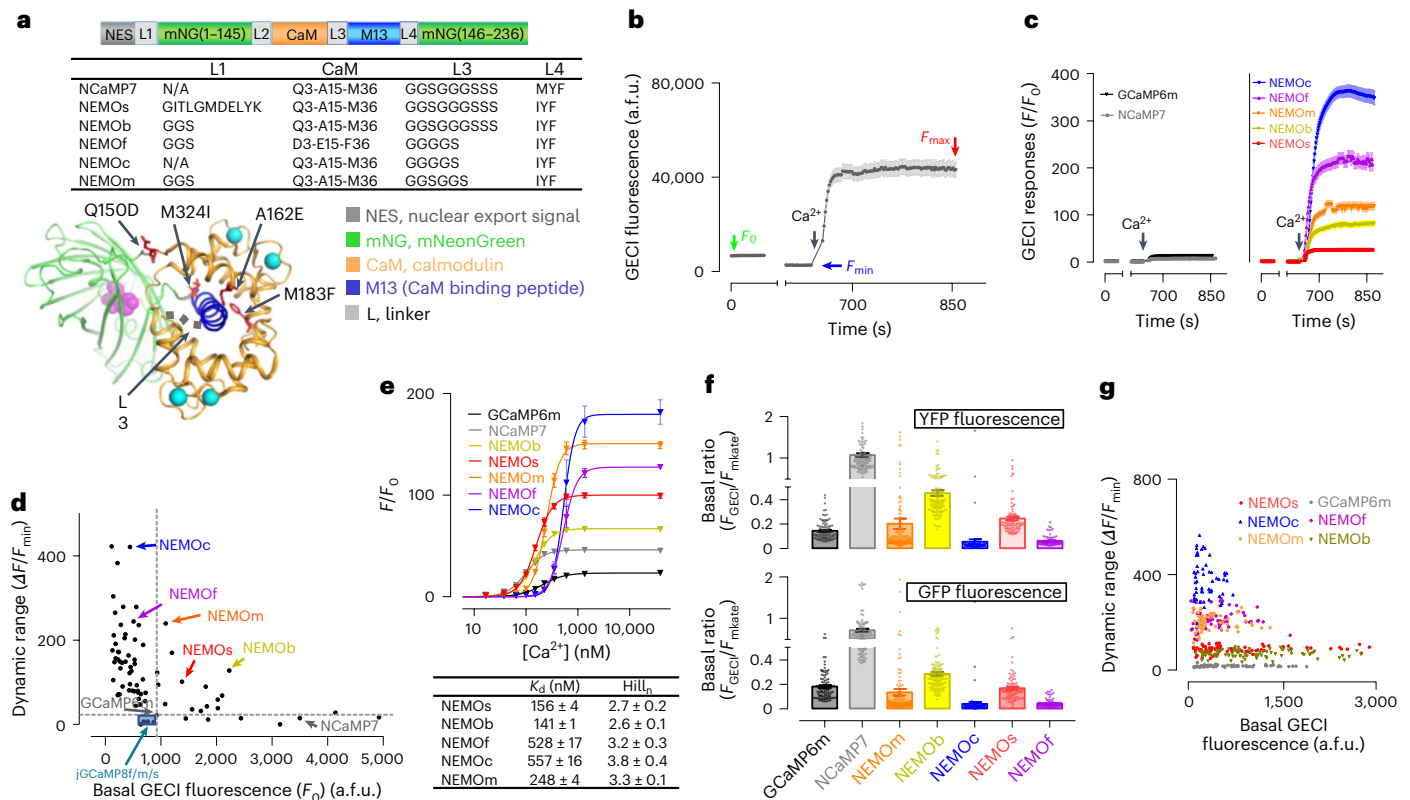 a
NES L1 mNG(1–145) L2 CaM L3 M13 L4 mNG(146–236)
L1 CaM L3 L4
NCaMP7 N/A Q3-A15-M36 GGSGGGSSS MYF
NEMOs GITLGMDELYK Q3-A15-M36 GGSGGGSSS IYF
NEMOb GGS Q3-A15-M36 GGSGGGSSS IYF
NEMOf GGS D3-E15-F36 GGGGS IYF
NEMOc N/A Q3-A15-M36 GGGGS IYF
NEMOm GGS Q3-A15-M36 GGSGGS IYF
Q150D M324I A162E
M183F
L
3
NES, nuclear export signal
mNG, mNeonGreen
CaM, calmodulin
M13 (CaM binding peptide)
L, linker
b
GECI fluorescence (a.f.u.)
80,000
40,000
0
F0
Ca2+
Fmin
Fmax
0 700 850
Time (s)
c
GECI responses (F/F0)
400
300
200
100
0
GCaMP6m
NCaMP7
Ca2+
0 700 850
Time (s)
NEMOc
NEMOf
NEMOm
NEMOb
NEMOs
Ca2+
0 700 850
Time (s)
d
Dynamic range (ΔF/Fmin)
400
200
0
NEMOc
NEMOf
NEMOm
NEMOs
NEMOb
GCaMP6m
NCaMP7
jGCaMP8f/m/s
0 1,000 2,000 3,000 4,000 5,000
Basal GECI fluorescence (F0) (a.f.u.)
e
F/F0
200
100
0
GCaMP6m
NCaMP7
NEMOb
NEMOs
NEMOm
NEMOf
NEMOc
10 100 1,000 10,000
[Ca2+] (nM)
Kd (nM) Hilln
NEMOs 156 ± 4 2.7 ± 0.2
NEMOb 141 ± 1 2.6 ± 0.1
NEMOf 528 ± 17 3.2 ± 0.3
NEMOc 557 ± 16 3.8 ± 0.4
NEMOm 248 ± 4 3.3 ± 0.1
f
YFP fluorescence
Basal ratio
(FGECI/Fmkate)
2
1
0.4
0.2
0
GFP fluorescence
Basal ratio
(FGECI/Fmkate)
2
1
0.4
0.2
0
GCaMP6m
NCaMP7
NEMOm
NEMOb
NEMOc
NEMOs
NEMOf
g
Dynamic range (ΔF/Fmin)
800
400
0
NEMOs GCaMP6m
NEMOc NEMOf
NEMOm NEMOb
0 1,500 3,000
Basal GECI
fluorescence (a.f.u.)